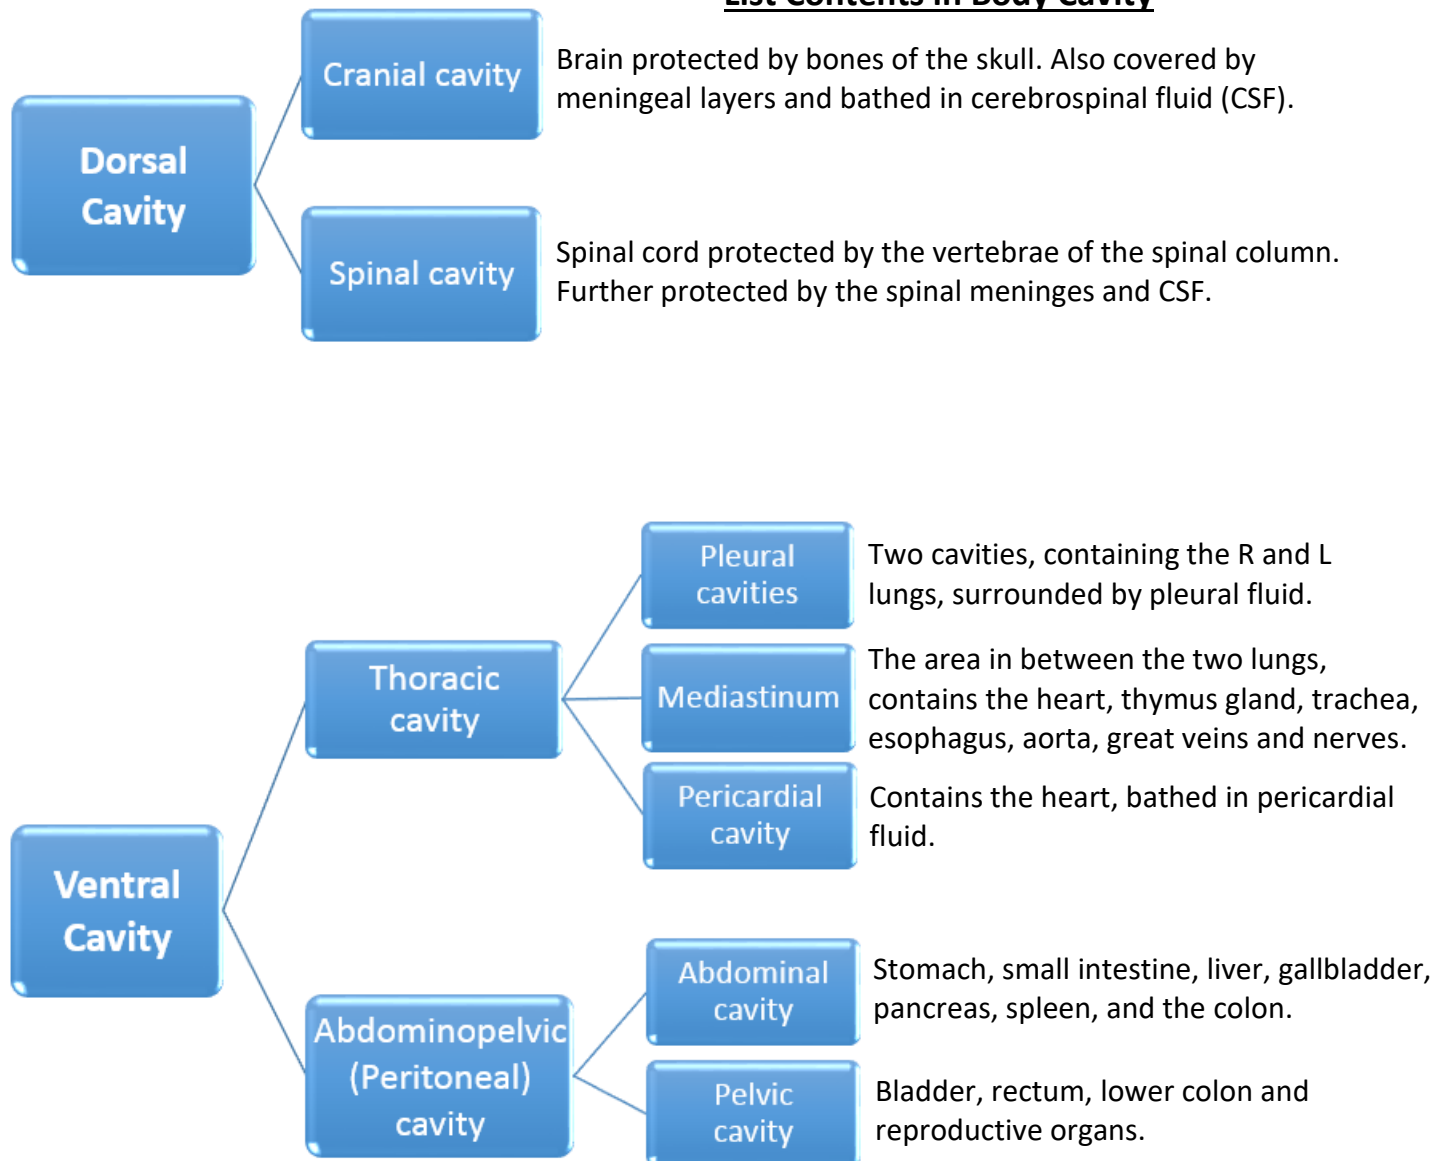 List Contents in Body Cavity
Dorsal
Cavity
Cranial cavity
Brain protected by bones of the skull. Also covered by
meningeal layers and bathed in cerebrospinal fluid (CSF).
Spinal cavity
Spinal cord protected by the vertebrae of the spinal column.
Further protected by the spinal meninges and CSF.
Ventral
Cavity
Thoracic
cavity
Pleural
cavities
Two cavities, containing the R and L
lungs, surrounded by pleural fluid.
Mediastinum
The area in between the two lungs,
contains the heart, thymus gland, trachea,
esophagus, aorta, great veins and nerves.
Pericardial
cavity
Contains the heart, bathed in pericardial
fluid.
Abdominopelvic
(Peritoneal)
cavity
Abdominal
cavity
Stomach, small intestine, liver, gallbladder,
pancreas, spleen, and the colon.
Pelvic
cavity
Bladder, rectum, lower colon and
reproductive organs.